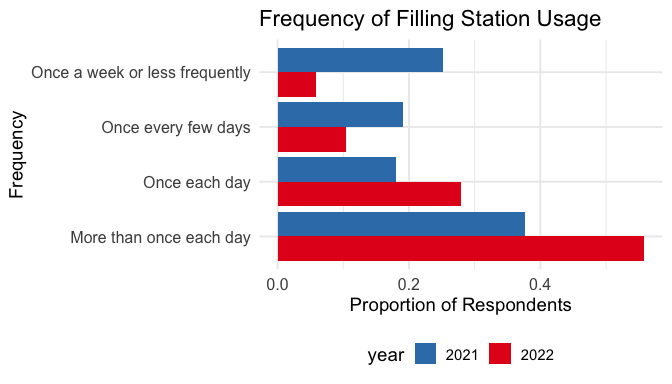 Frequency of Filling Station Usage
Frequency
Once a week or less frequently
Once every few days
Once each day
More than once each day
0.0 0.2 0.4
Proportion of Respondents
year 2021 2022